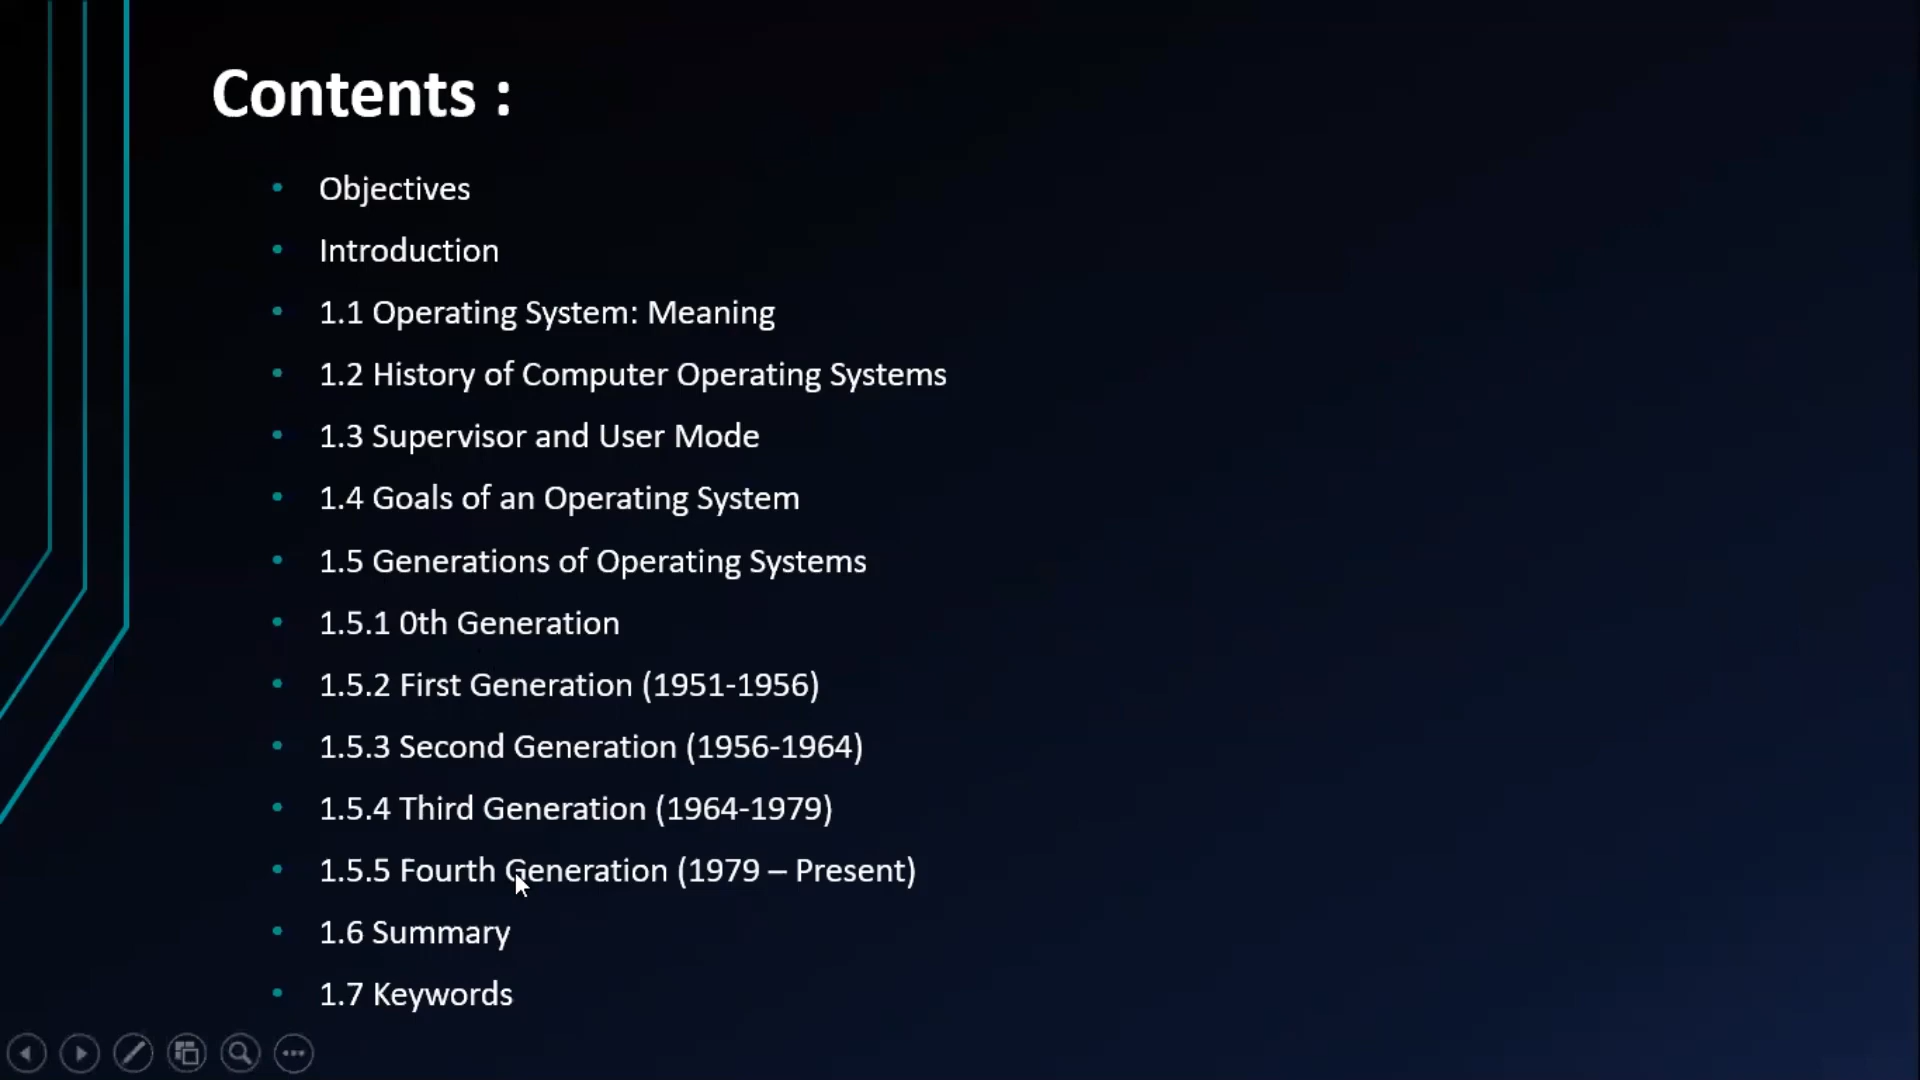 Contents :
• Objectives
• Introduction
• 1.1 Operating System: Meaning
• 1.2 History of Computer Operating Systems
• 1.3 Supervisor and User Mode
• 1.4 Goals of an Operating System
• 1.5 Generations of Operating Systems
• 1.5.1 0th Generation
• 1.5.2 First Generation (1951-1956)
• 1.5.3 Second Generation (1956-1964)
• 1.5.4 Third Generation (1964-1979)
• 1.5.5 Fourth Generation (1979 – Present)
• 1.6 Summary
• 1.7 Keywords